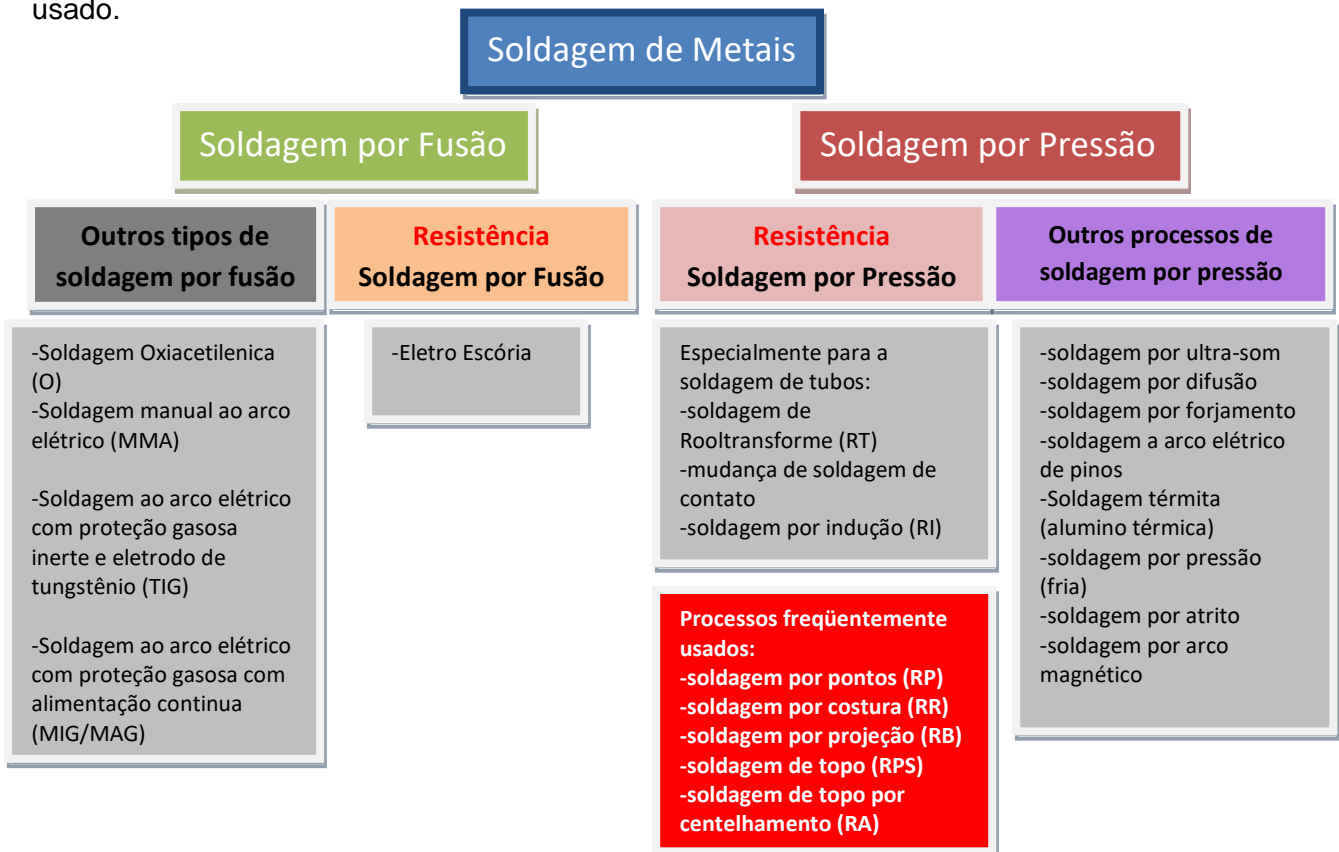 usado.
Soldagem de Metais
Soldagem por Fusão
Soldagem por Pressão
Outros tipos de
soldagem por fusão
Resisténcia
Soldagem por Fusão
Resisténcia
Soldagem por Pressão
Outros processos de
soldagem por pressão
-Soldagem Oxiacetilenica
(O)
-Soldagem manual ao arco
elétrico (MMA)
-Soldagem ao arco elétrico
com proteção gasosa
inerte e eletrodo de
tungstênio (TIG)
-Soldagem ao arco elétrico
com proteção gasosa com
alimentação continua
(MIG/MAG)
-Eletro Escória
Especialmente para a
soldagem de tubos:
-soldagem de
Rooltransforme (RT)
-mudança de soldagem de
contato
-soldagem por indução (RI)
Processos freqüentemente
usados:
-soldagem por pontos (RP)
-soldagem por costura (RR)
-soldagem por projeção (RB)
-soldagem de topo (RPS)
-soldagem de topo por
centelhamento (RA)
-soldagem por ultra-som
-soldagem por difusão
-soldagem por forjamento
-soldagem a arco elétrico
de pinos
-Soldagem térmita
(alumino térmica)
-soldagem por pressão
(fria)
-soldagem por atrito
-soldagem por arco
magnético